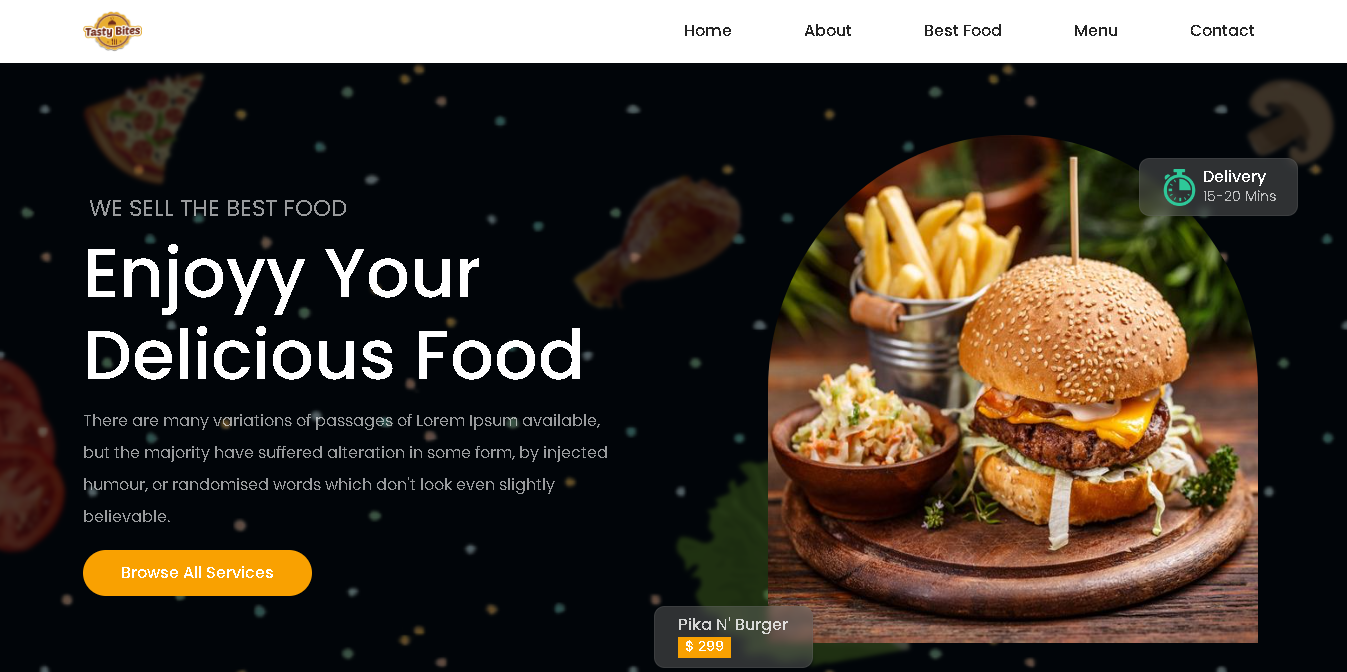 Tasty Bites
Home
About
Best Food
Menu
Contact
WE SELL THE BEST FOOD
Enjoyy Your
Delicious Food
There are many variations of passages of Lorem Ipsum available,
but the majority have suffered alteration in some form, by injected
humour, or randomised words which don't look even slightly
believable.
Browse All Services
Delivery
15-20 Mins
Pika N' Burger
$ 299